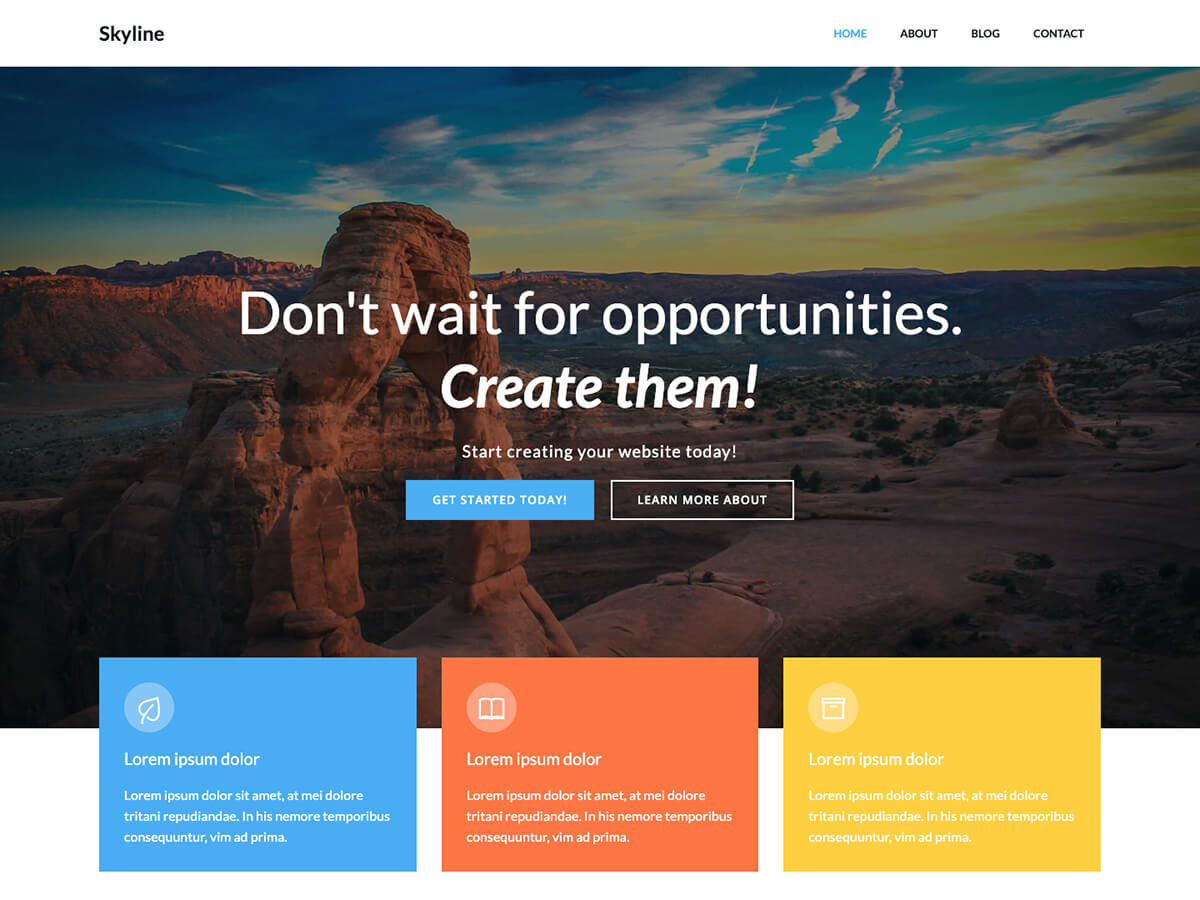 Skyline
HOME ABOUT BLOG CONTACT
Don't wait for opportunities.
Create them!
Start creating your website today!
GET STARTED TODAY!
LEARN MORE ABOUT
Lorem ipsum dolor
Lorem ipsum dolor sit amet, at mei dolore
tritani repudiandae. In his nemore temporibus
consequuntur, vim ad prima.
Lorem ipsum dolor
Lorem ipsum dolor sit amet, at mei dolore
tritani repudiandae. In his nemore temporibus
consequuntur, vim ad prima.
Lorem ipsum dolor
Lorem ipsum dolor sit amet, at mei dolore
tritani repudiandae. In his nemore temporibus
consequuntur, vim ad prima.